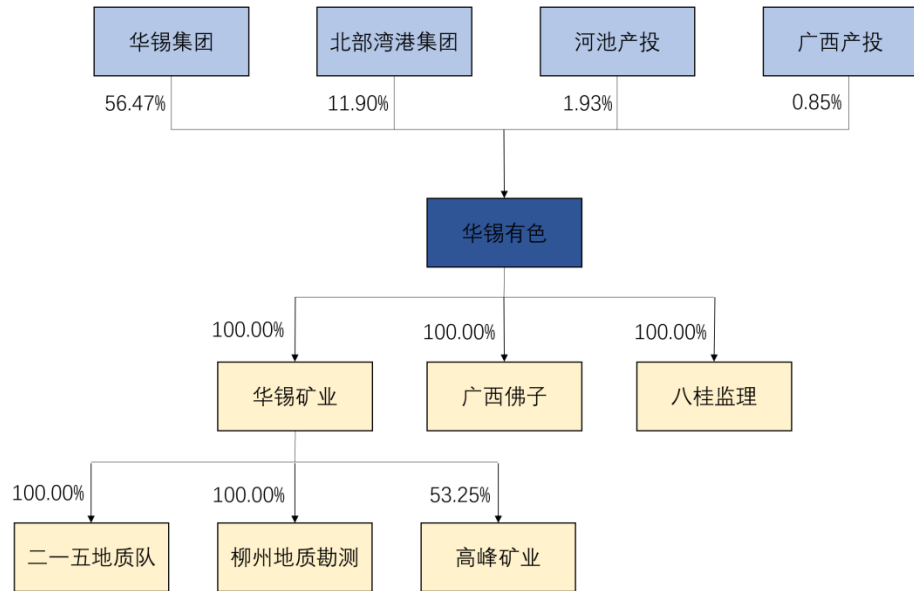 华锡集团
北部湾港集团
河池产投
广西产投
56.47%
11.90%
1.93%
0.85%
华锡有色
100.00%
100.00%
100.00%
华锡矿业
广西佛子
八桂监理
100.00%
100.00%
53.25%
二一五地质队
柳州地质勘测
高峰矿业